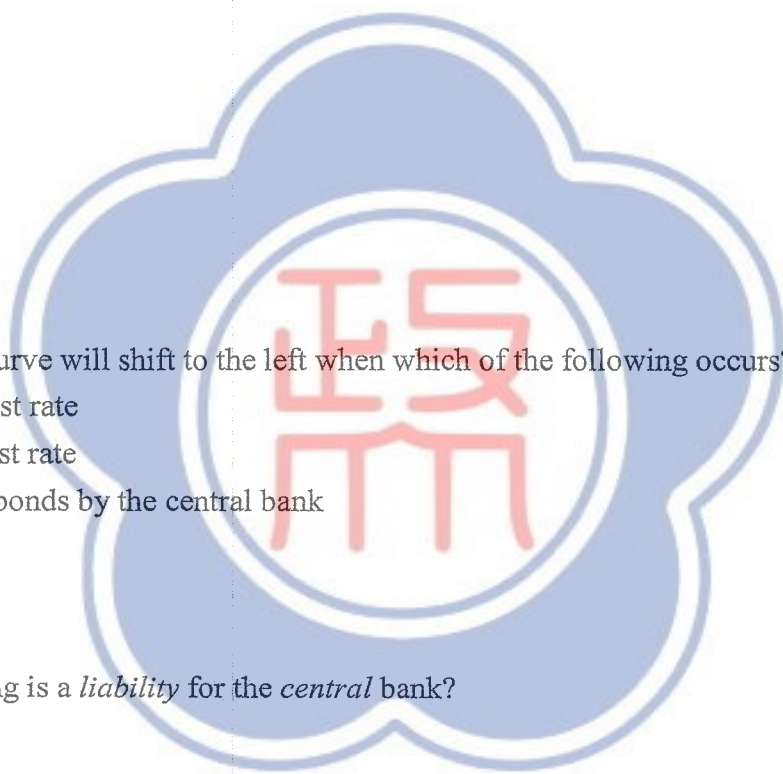 urve will shift to the left when which of the following occurs?
st rate
st rate
bonds by the central bank
政大
g is a liability for the central bank?